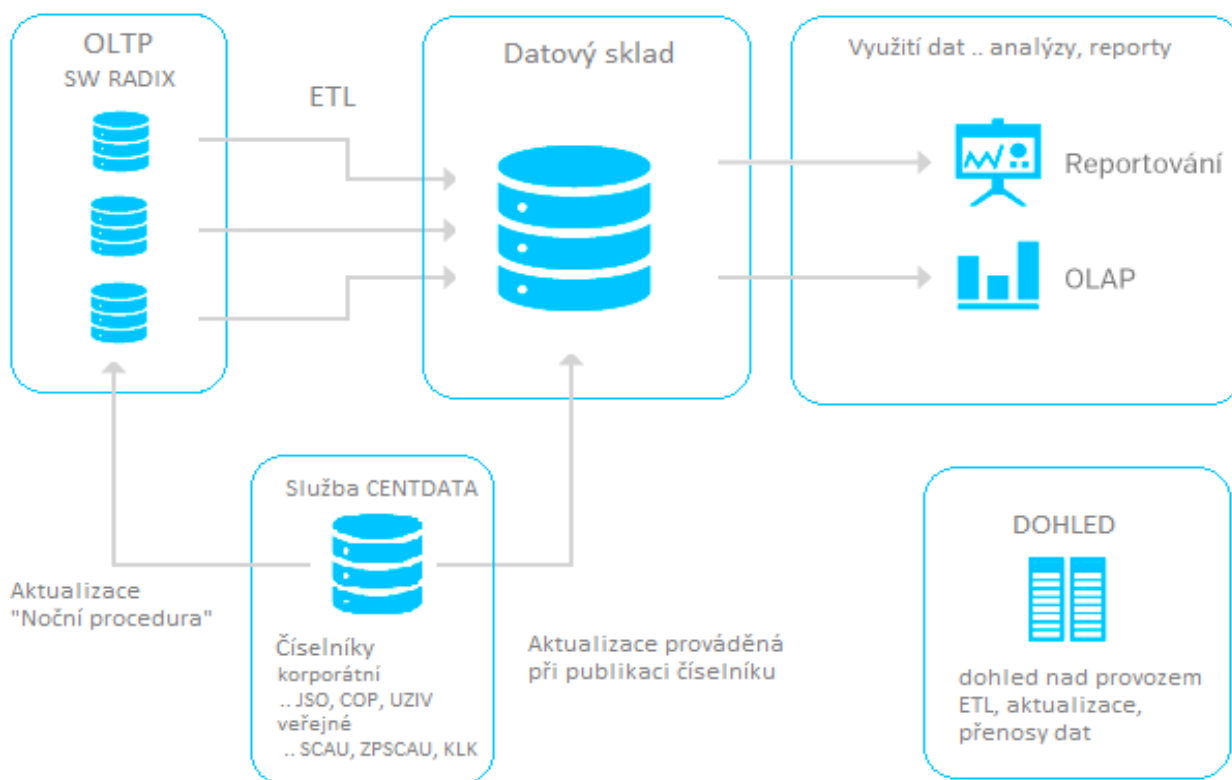 OLTP
SW RADIX
ETL
Datový sklad
Využití dat .. analýzy, reporty
Reportování
OLAP
Služba CENTDATA
Aktualizace
"Noční procedura"
Číselníky
korporátní
.. JSO, COP, UZIV
veřejné
.. SCAU, ZPSCAU, KLK
Aktualizace prováděná
při publikaci číselníku
DOHLED
dohled nad provozem
ETL, aktualizace,
přenosy dat